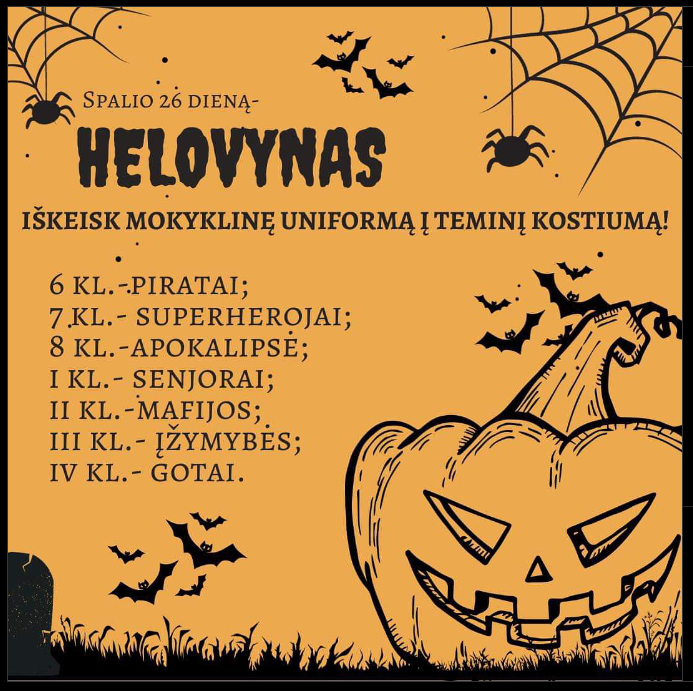 Spalio 26 dieną-
HELOVYNAS
IŠKEISK MOKYKLINĘ UNIFORMĄ Į TEMINĮ KOSTIUMĄ!
6 KL.-PIRATAI;
7 KL.- SUPERHEROJAI;
8 KL.-APOKALIPSĖ;
I KL.- SENJORAI;
II KL.-MAFIJOS;
III KL.- ĮŽYMYBĖS;
IV KL.- GOTAI.